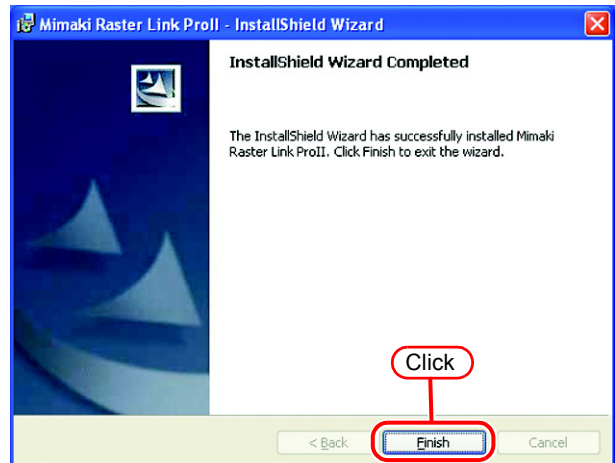 Mimaki Raster Link ProII - InstallShield Wizard
InstallShield Wizard Completed
The InstallShield Wizard has successfully installed Mimaki
Raster Link ProII. Click Finish to exit the wizard.
Click
< Back Finish Cancel